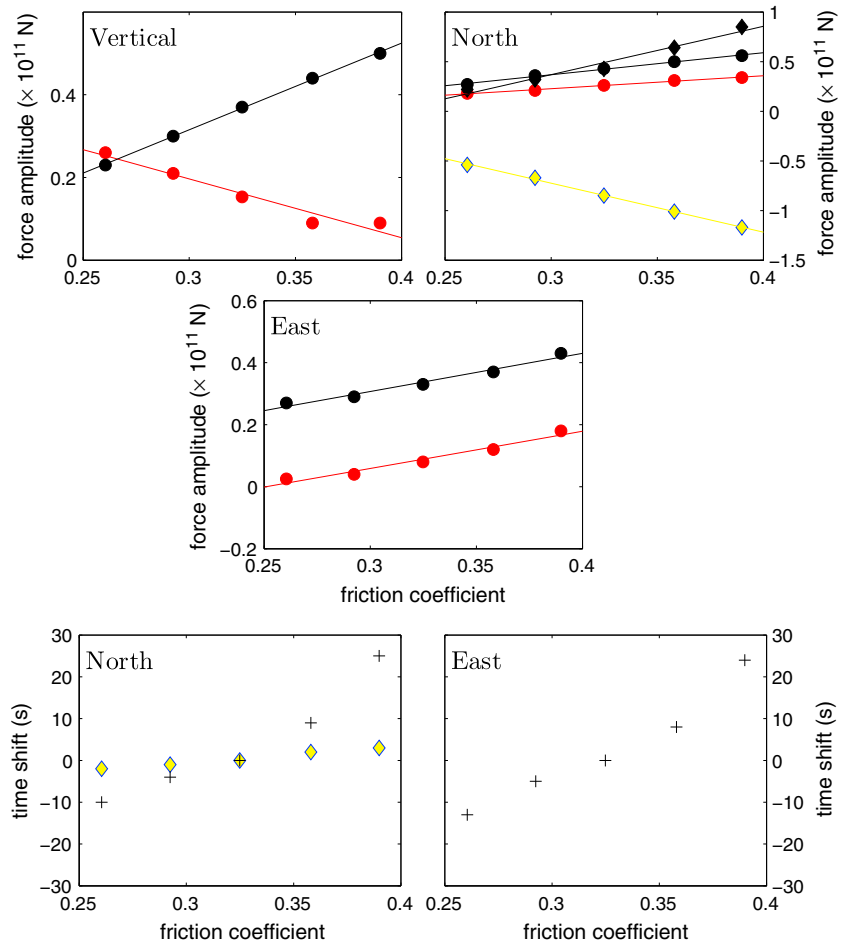 Vertical
force amplitude (× 10^11 N)
0.4
0.2
0
0.25 0.3 0.35 0.4
North
1
0.5
0
−0.5
−1
−1.5
force amplitude (× 10^11 N)
0.25 0.3 0.35 0.4
East
force amplitude (× 10^11 N)
0.6
0.4
0.2
0
−0.2
0.25 0.3 0.35 0.4
friction coefficient
North
time shift (s)
30
20
10
0
−10
−20
−30
0.25 0.3 0.35 0.4
friction coefficient
East
30
20
10
0
−10
−20
−30
time shift (s)
0.25 0.3 0.35 0.4
friction coefficient